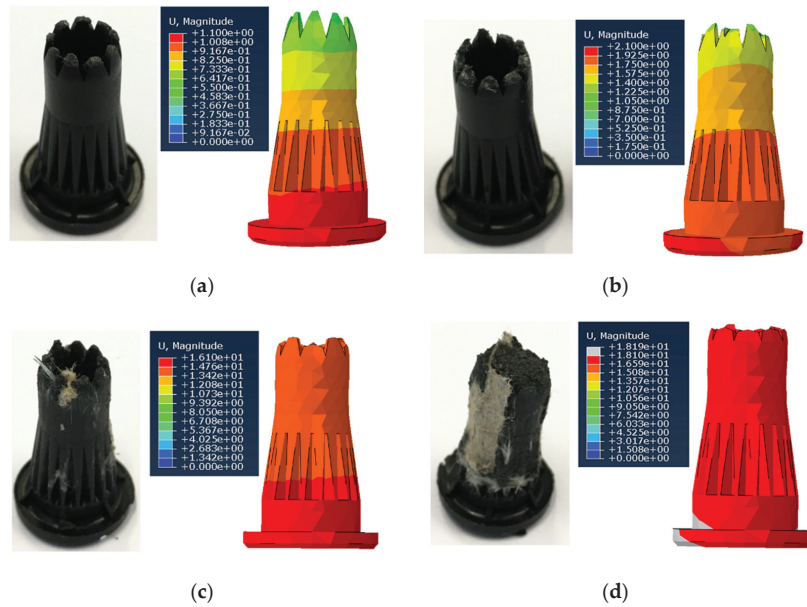 U, Magnitude
+1.100e+00
+1.008e+00
+9.167e-01
+8.250e-01
+7.333e-01
+6.417e-01
+5.500e-01
+4.583e-01
+3.667e-01
+2.750e-01
+1.833e-01
+9.167e-02
+0.000e+00
(a)
U, Magnitude
+2.100e+00
+1.925e+00
+1.750e+00
+1.575e+00
+1.400e+00
+1.225e+00
+1.050e+00
+8.750e-01
+7.000e-01
+5.250e-01
+3.500e-01
+1.750e-01
+0.000e+00
(b)
U, Magnitude
+1.610e+01
+1.476e+01
+1.342e+01
+1.208e+01
+1.073e+01
+9.392e+00
+8.050e+00
+6.708e+00
+5.367e+00
+4.025e+00
+2.683e+00
+1.342e+00
+0.000e+00
(c)
U, Magnitude
+1.819e+01
+1.810e+01
+1.659e+01
+1.508e+01
+1.357e+01
+1.207e+01
+1.056e+01
+9.050e+00
+7.542e+00
+6.033e+00
+4.525e+00
+3.017e+00
+1.508e+00
+0.000e+00
(d)